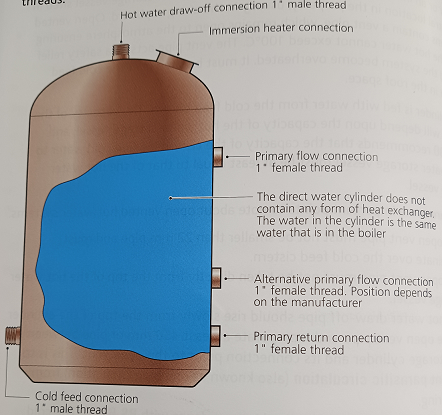 threads.
Hot water draw-off connection 1" male thread
Immersion heater connection
Primary flow connection
1" female thread
The direct water cylinder does not
contain any form of heat exchanger.
The water in the cylinder is the same
water that is in the boiler
Alternative primary flow connection
1" female thread. Position depends
on the manufacturer
Primary return connection
1" female thread
Cold feed connection
1" male thread